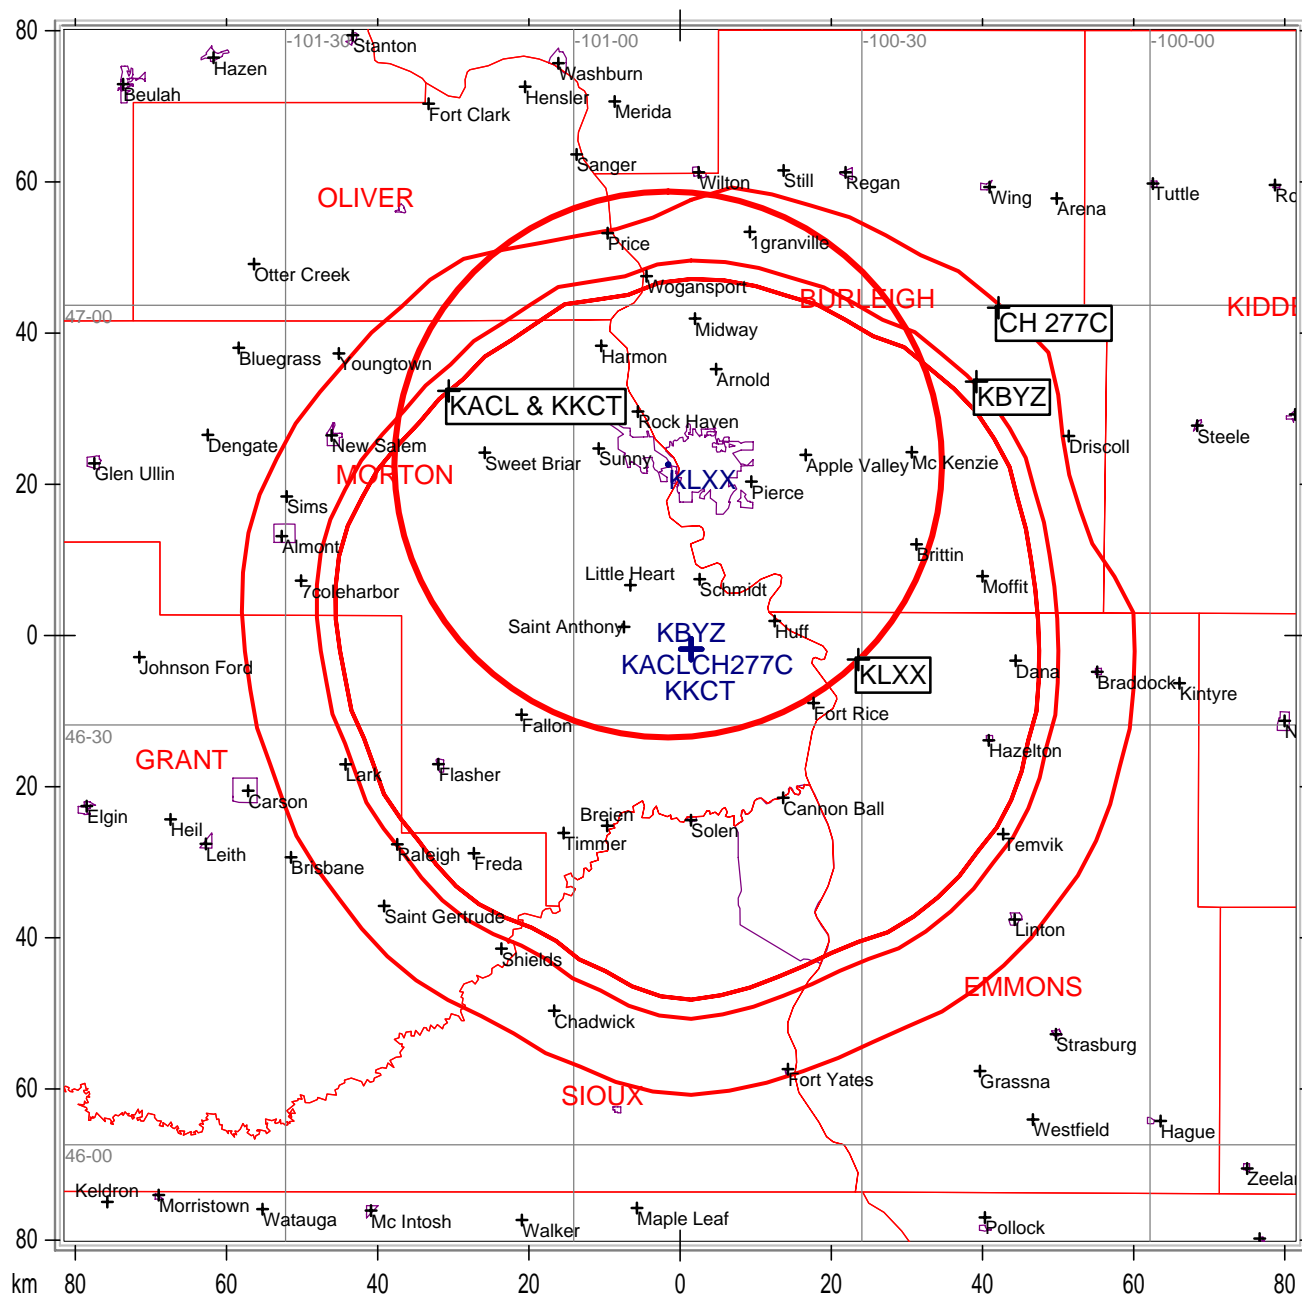 80
-101-30
-101-00
-100-30
-100-00
Stanton
Hazen
Washburn
Beulah
Hensler
Fort Clark
Merida
60
Sanger
Wilton
Still
Regan
Wing
Arena
Tuttle
OLIVER
Price
1granville
Otter Creek
Wogansport
BURLEIGH
47-00
CH 277C
40
Midway
Bluegrass
Youngtown
Harmon
Arnold
KACL & KKCT
KBYZ
Rock Haven
Dengate
New Salem
Sweet Briar
Sunny
Apple Valley
Mc Kenzie
Driscoll
Steele
Glen Ullin
MORTON
KLXX
20
Pierce
Sims
Almont
Brittin
Little Heart
Schmidt
Moffit
7coleharbor
Saint Anthony
KBYZ
Huff
0
Johnson Ford
KACLCH277C
KLXX
Dana
Braddock
Kintyre
KKCT
Fallon
Fort Rice
46-30
GRANT
Hazelton
Lark
Flasher
20
Carson
Cannon Ball
Elgin
Heil
Breien
Solen
Leith
Timmer
Temvik
Brisbane
Raleigh
Freda
Saint Gertrude
Linton
40
Shields
EMMONS
Chadwick
Strasburg
Fort Yates
Grassna
60
SIOUX
Westfield
Hague
46-00
Keldron
Morristown
Watauga
Mc Intosh
Walker
Maple Leaf
Pollock
80
km
80
60
40
20
0
20
40
60
80